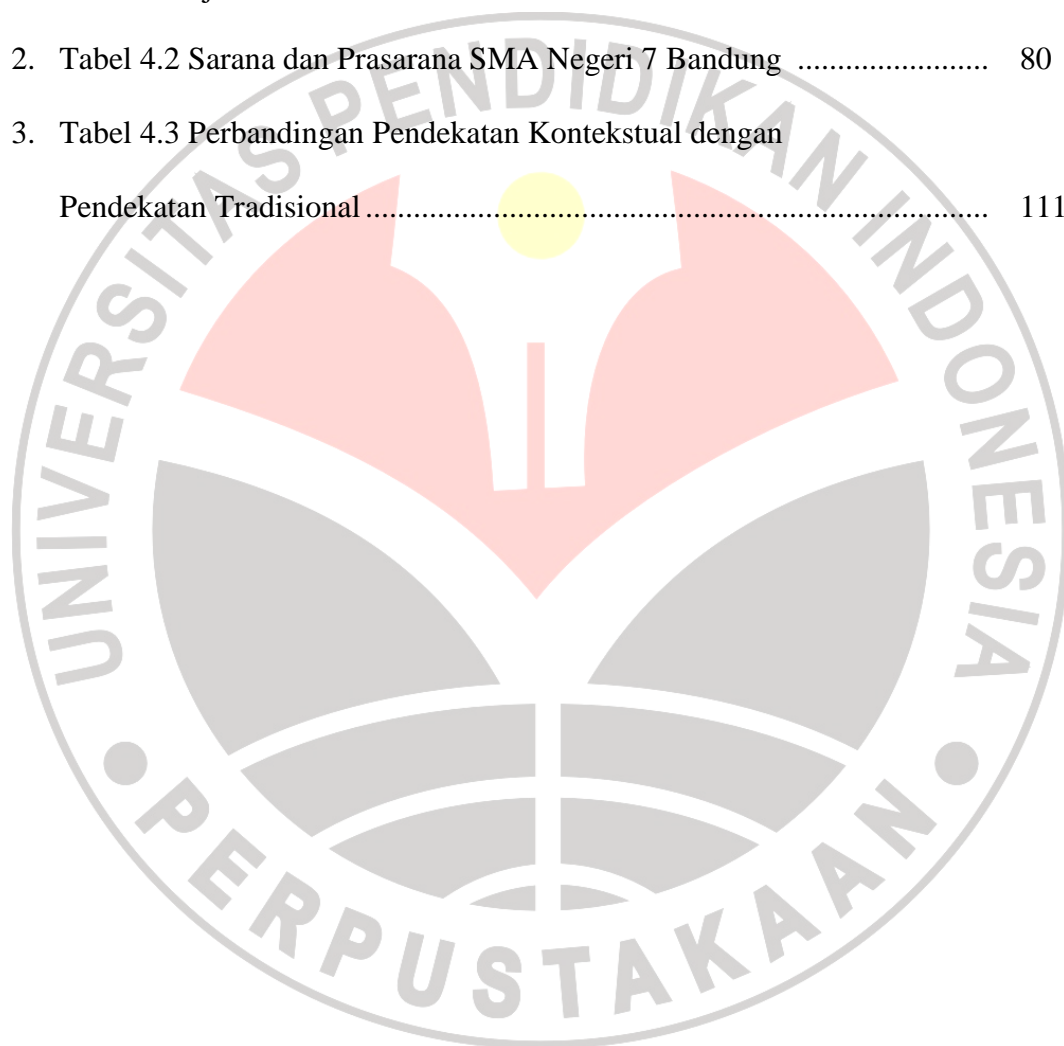 2. Tabel 4.2 Sarana dan Prasarana SMA Negeri 7 Bandung ........................ 80
3. Tabel 4.3 Perbandingan Pendekatan Kontekstual dengan
Pendekatan Tradisional ............................................................................... 111
UNIVERSITAS PENDIDIKAN INDONESIA
PERPUSTAKAAN